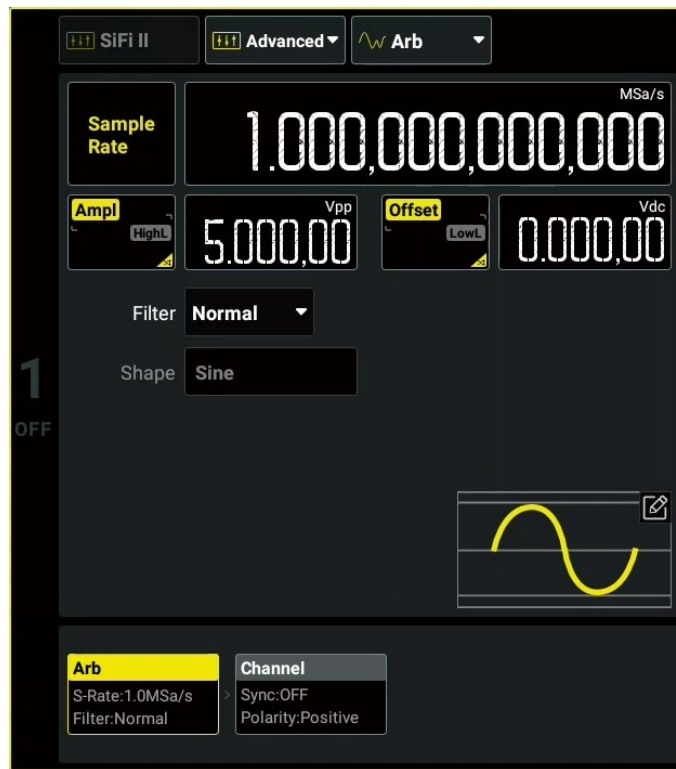 SiFi II
Advanced
Arb
Sample
Rate
MSa/s
1.000,000,000,000
Ampl
HighL
Vpp
5.000,00
Offset
LowL
Vdc
0.000,00
Filter
Normal
Shape
Sine
1
OFF
Arb
S-Rate:1.0MSa/s
Filter:Normal
Channel
Sync:OFF
Polarity:Positive